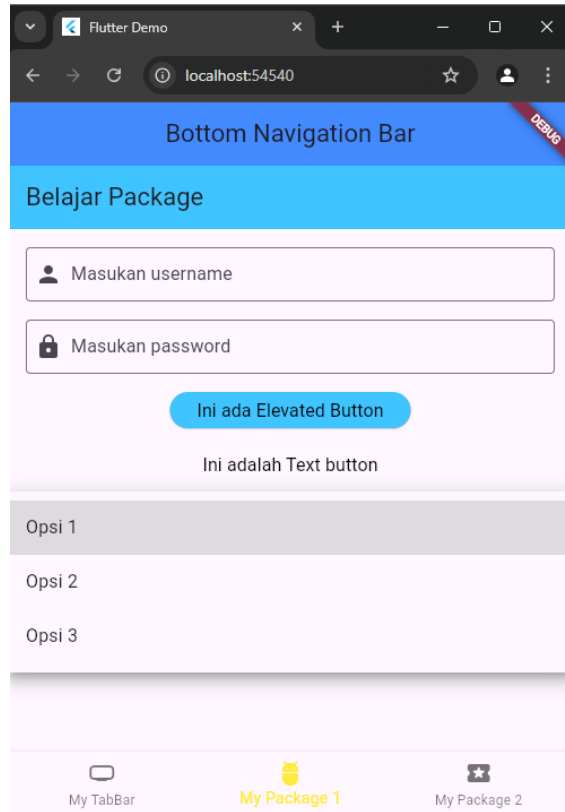 Flutter Demo
localhost:54540
Bottom Navigation Bar
DEBUG
Belajar Package
Masukan username
Masukan password
Ini ada Elevated Button
Ini adalah Text button
Opsi 1
Opsi 2
Opsi 3
My TabBar
My Package 1
My Package 2